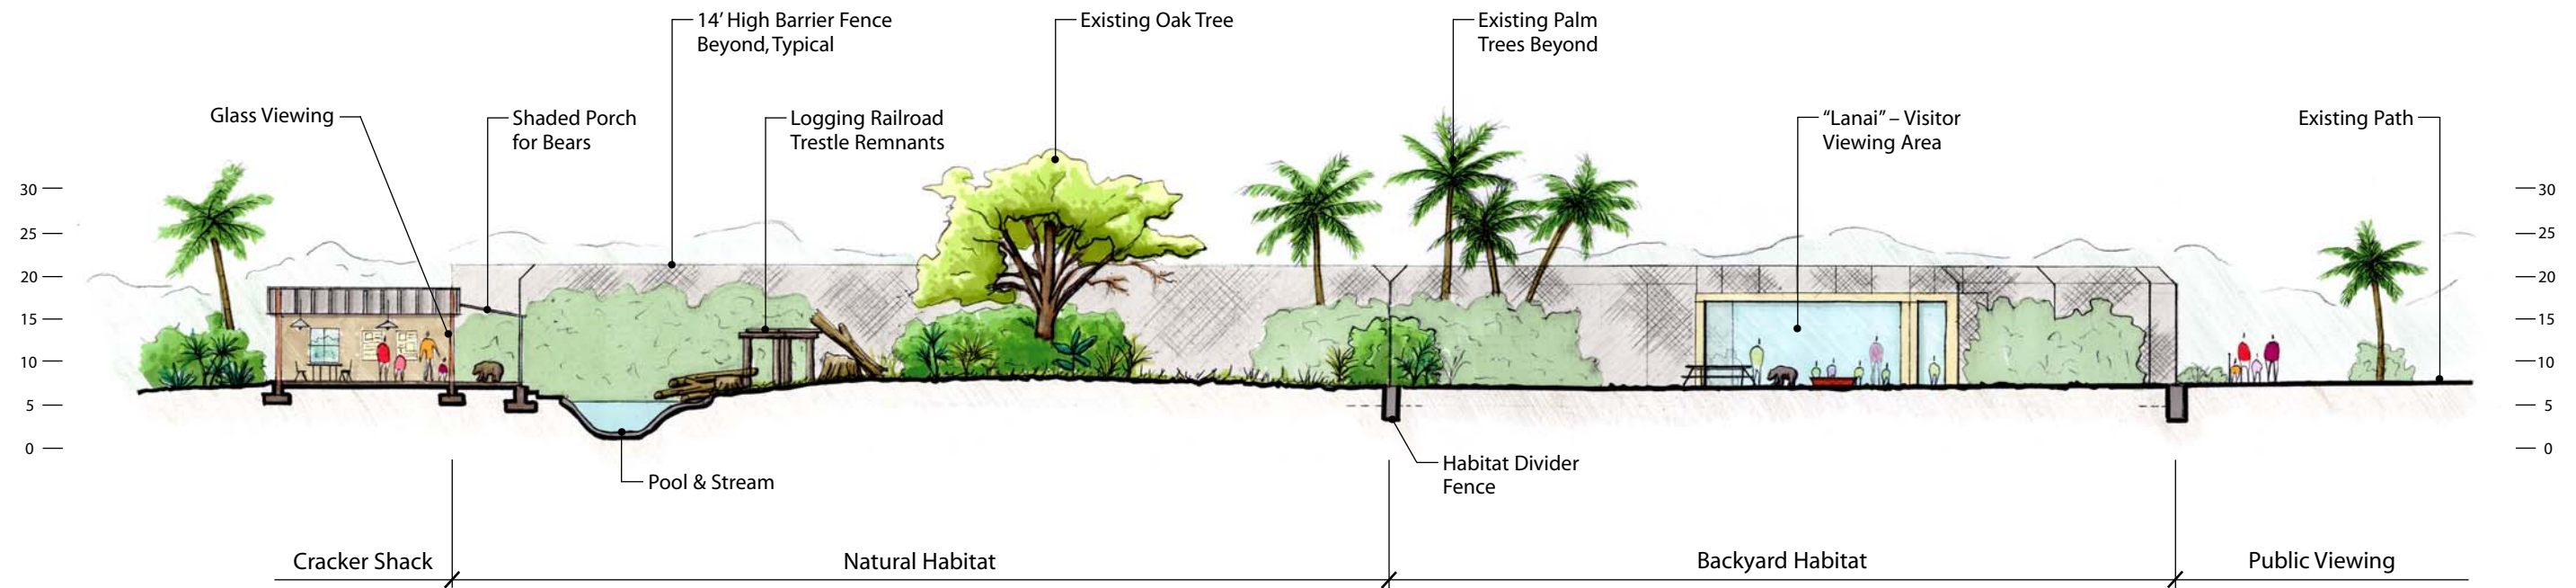 14’ High Barrier Fence
Beyond, Typical
Existing Oak Tree
Existing Palm
Trees Beyond
Glass Viewing
Shaded Porch
for Bears
Logging Railroad
Trestle Remnants
“Lanai” – Visitor
Viewing Area
Existing Path
30
25
20
15
10
5
0
30
25
20
15
10
5
0
Pool & Stream
Habitat Divider
Fence
Cracker Shack
Natural Habitat
Backyard Habitat
Public Viewing